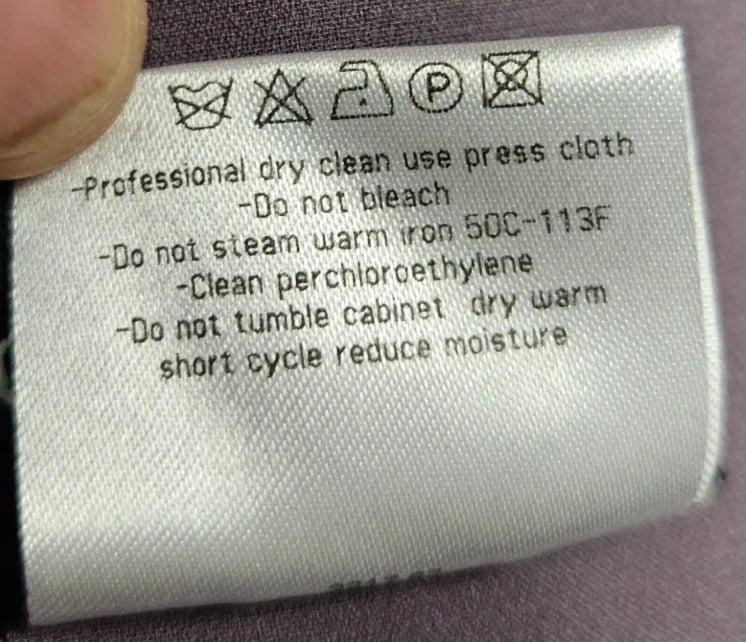 P
-Professional dry clean use press cloth
-Do not bleach
-Do not steam warm iron 50C-113F
-Clean perchloroethylene
-Do not tumble cabinet dry warm
short cycle reduce moisture